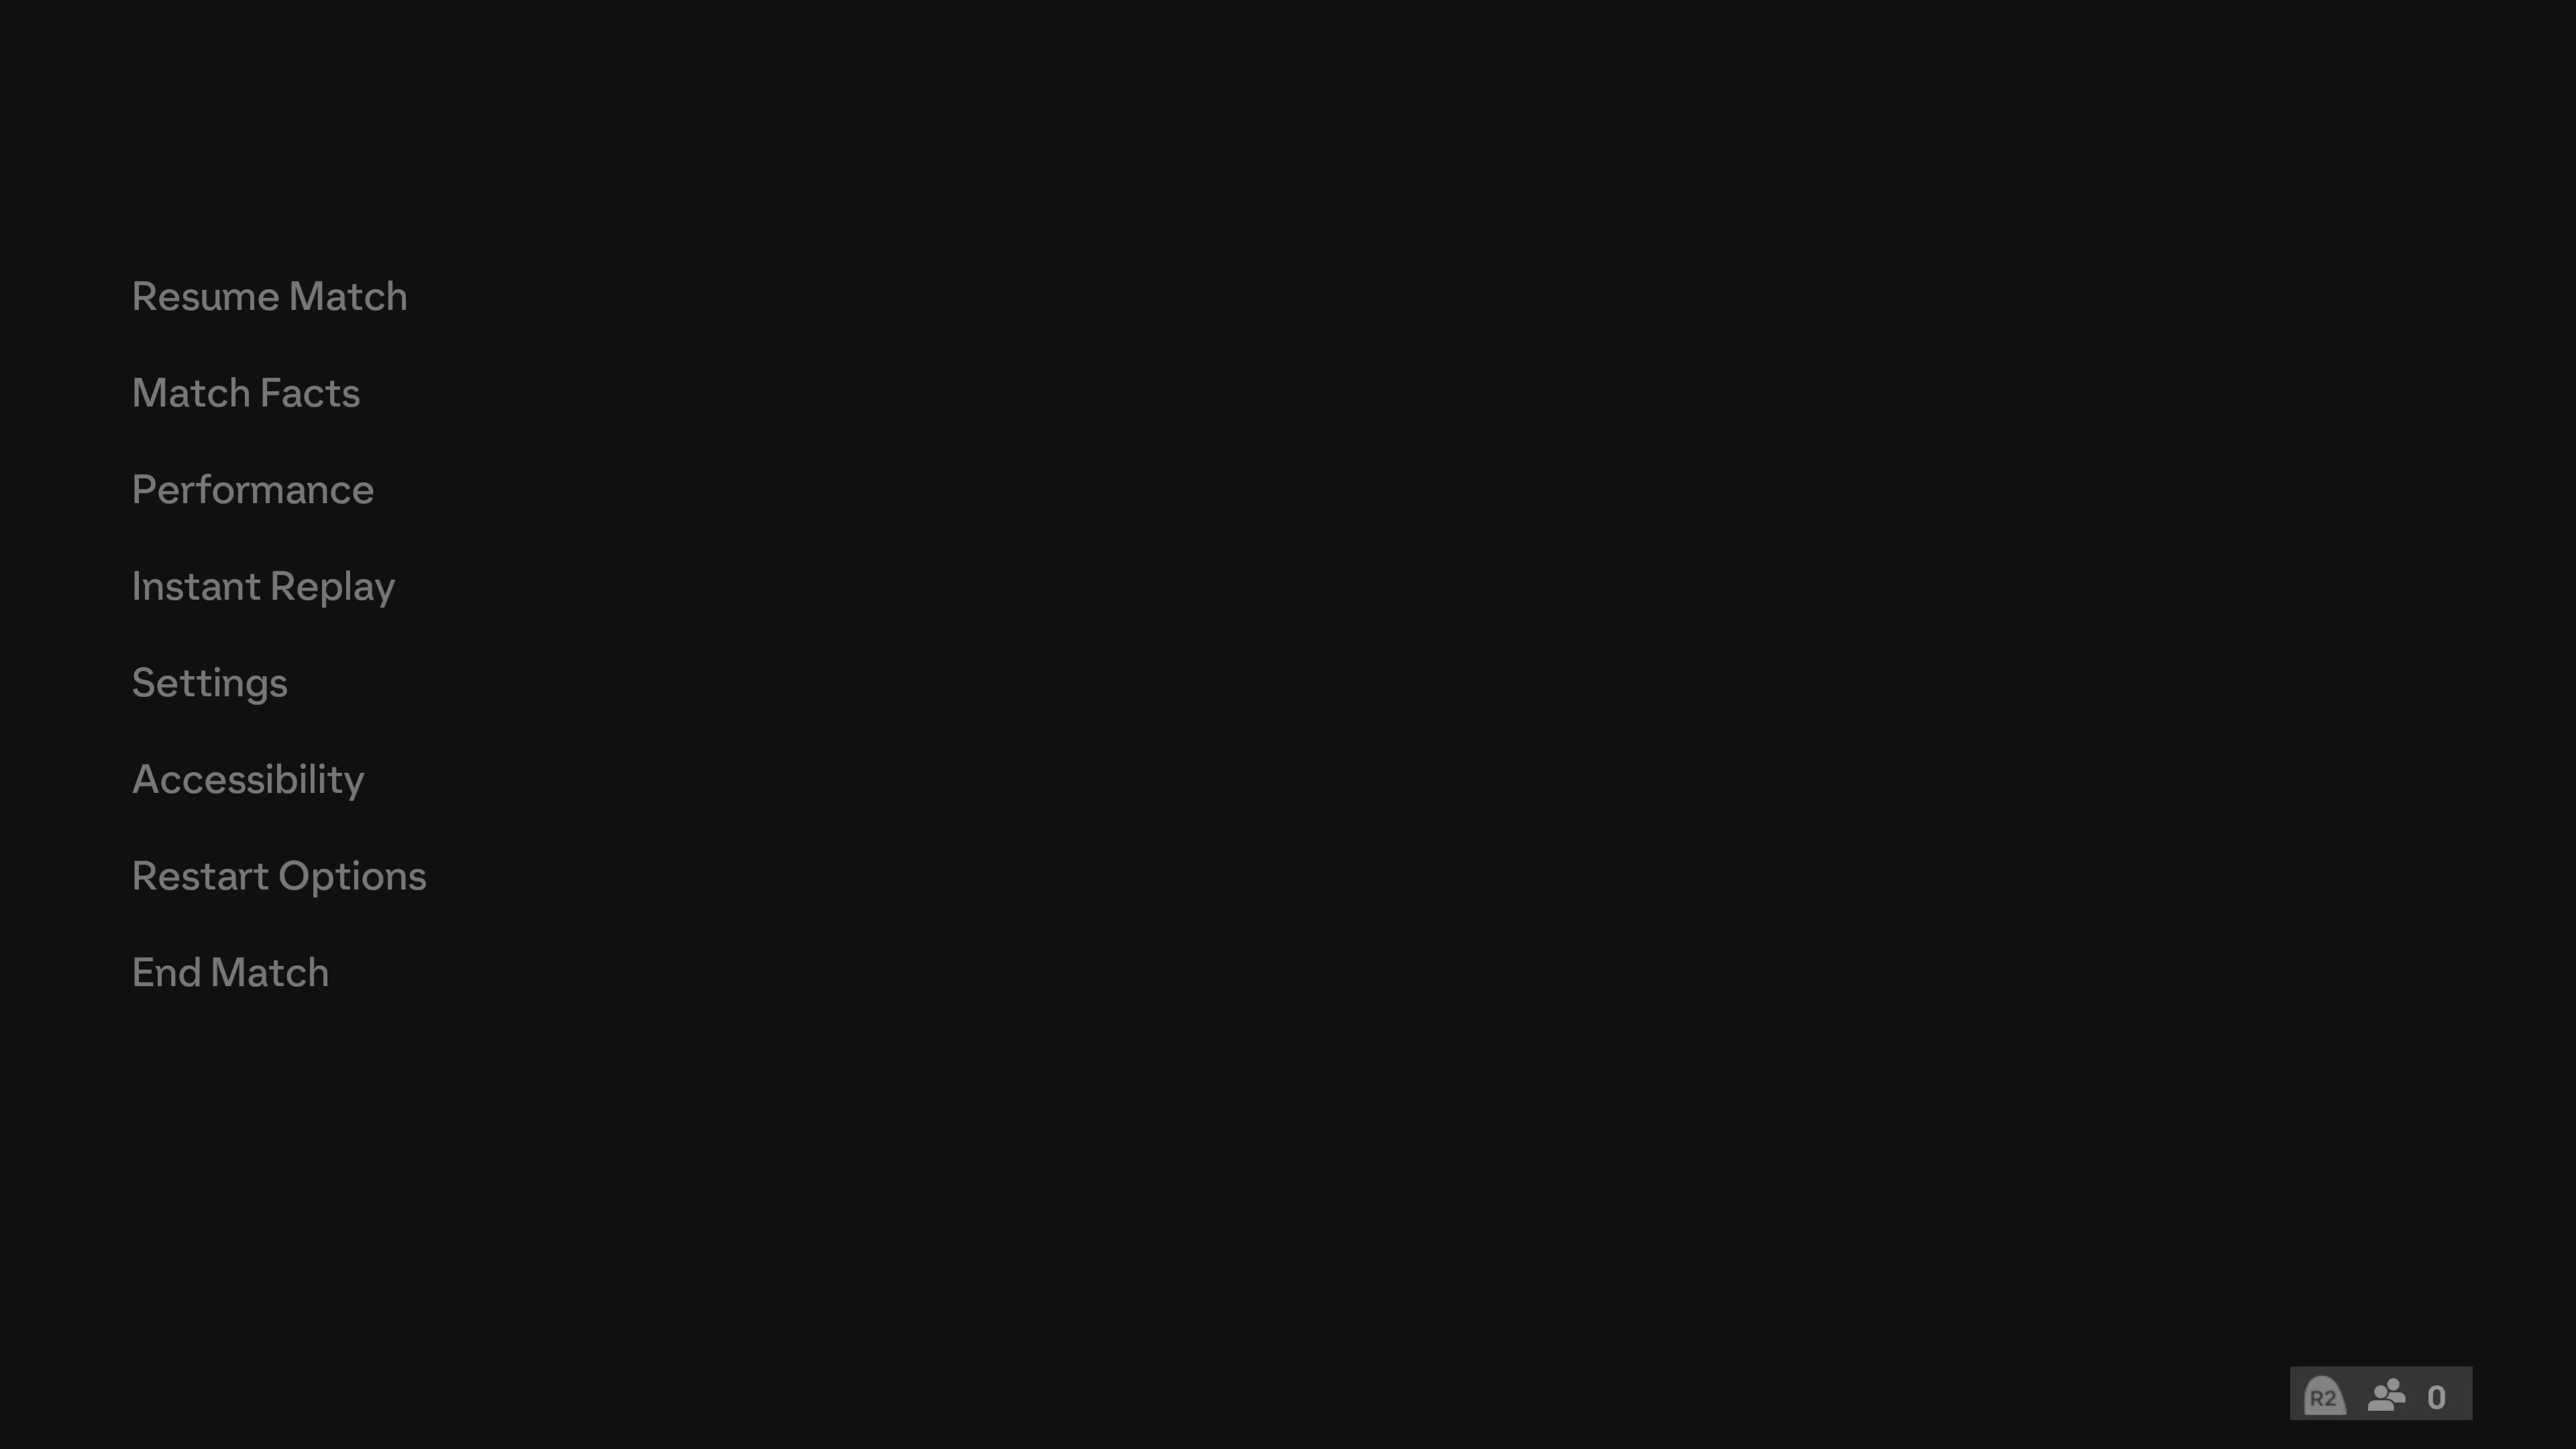 Resume Match
Match Facts
Performance
Instant Replay
Settings
Accessibility
Restart Options
End Match
R2 0